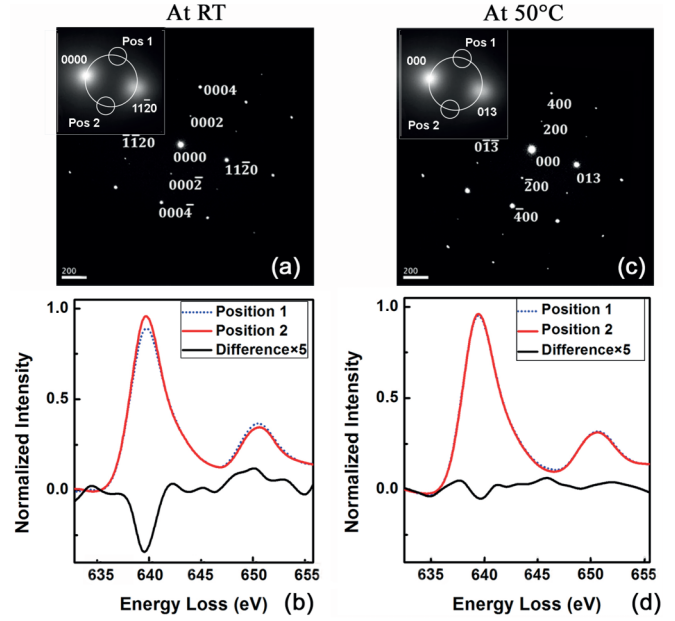 At RT
At 50°C
Pos 1
0000
11̅20
Pos 2
0004
0002
1̅1̅20
0000
112̅0
0002̅
0004̅
200
(a)
Pos 1
000
013
Pos 2
400
200
01̅3̅
000
013
2̅00
4̅00
200
(c)
Normalized Intensity
1.0
0.5
0.0
Position 1
Position 2
Difference×5
635
640
645
650
655
Energy Loss (eV)
(b)
Normalized Intensity
1.0
0.5
0.0
Position 1
Position 2
Difference×5
635
640
645
650
655
Energy Loss (eV)
(d)